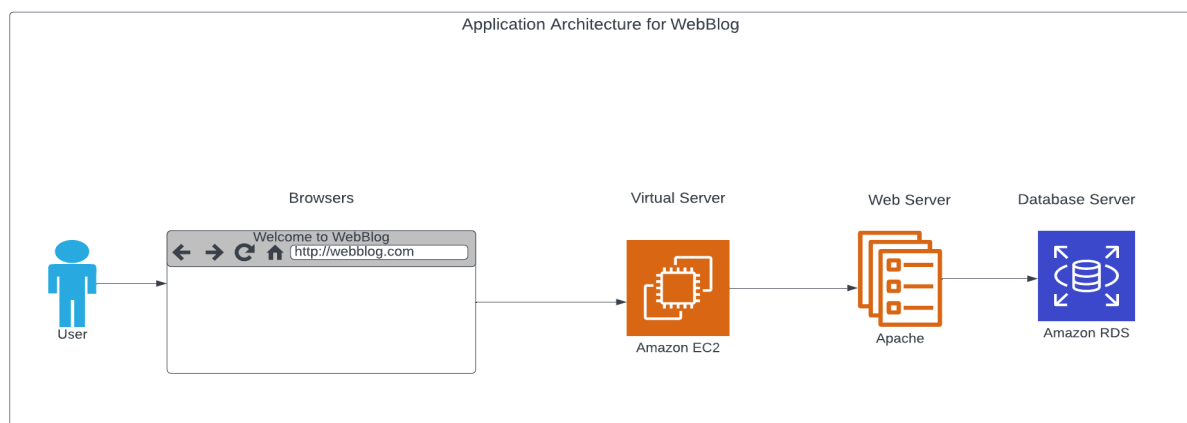 Application Architecture for WebBlog
Browsers
Virtual Server
Web Server
Database Server
Welcome to WebBlog
http://webblog.com
User
Amazon EC2
Apache
Amazon RDS